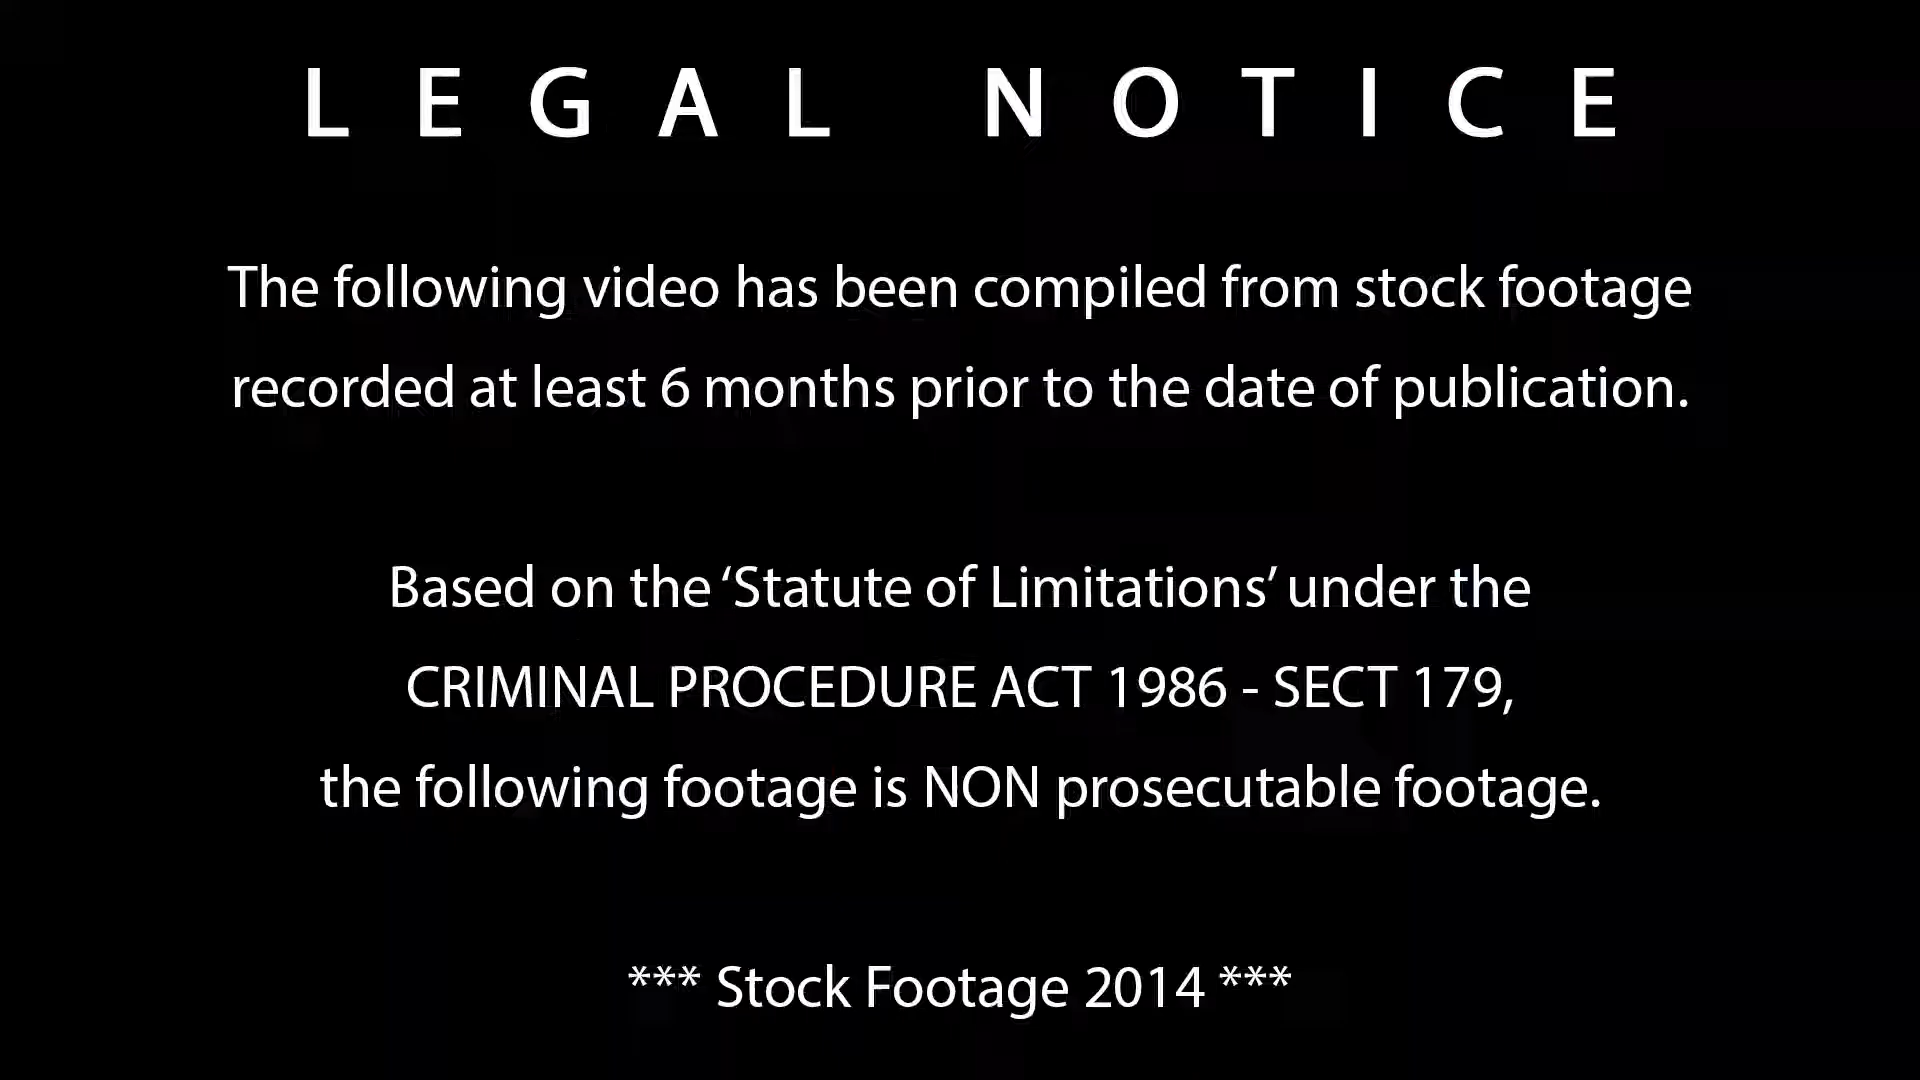 LEGAL NOTICE
The following video has been compiled from stock footage
recorded at least 6 months prior to the date of publication.
Based on the ‘Statute of Limitations’ under the
CRIMINAL PROCEDURE ACT 1986 - SECT 179,
the following footage is NON prosecutable footage.
*** Stock Footage 2014 ***